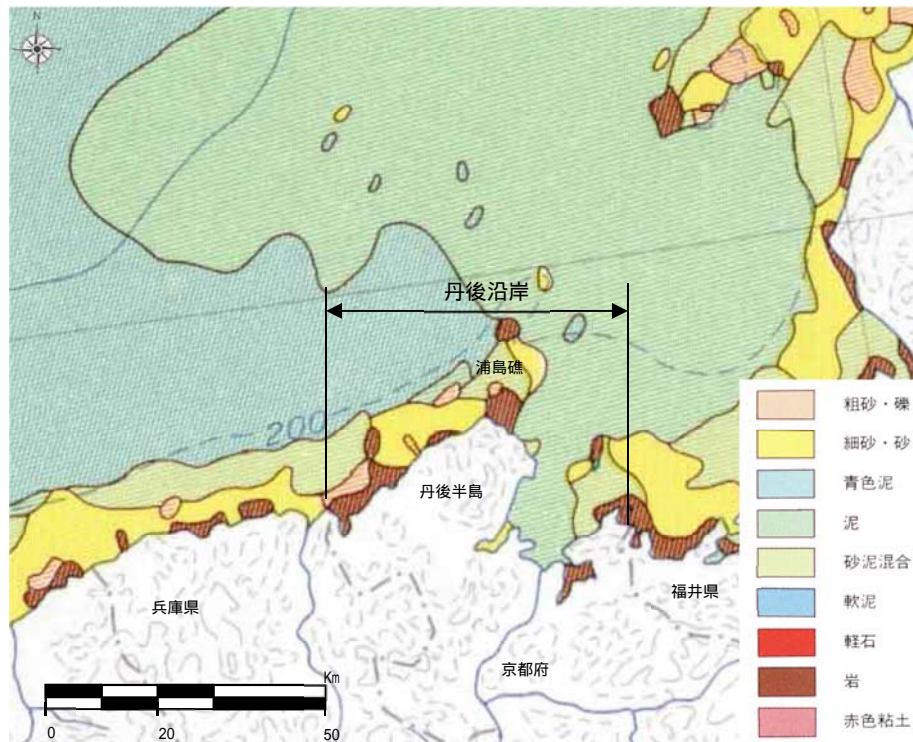 N
丹後沿岸
浦島礁
200
丹後半島
兵庫県
福井県
京都府
Km
0
20
50
粗砂・礫
細砂・砂
青色泥
泥
砂泥混合
軟泥
軽石
岩
赤色粘土